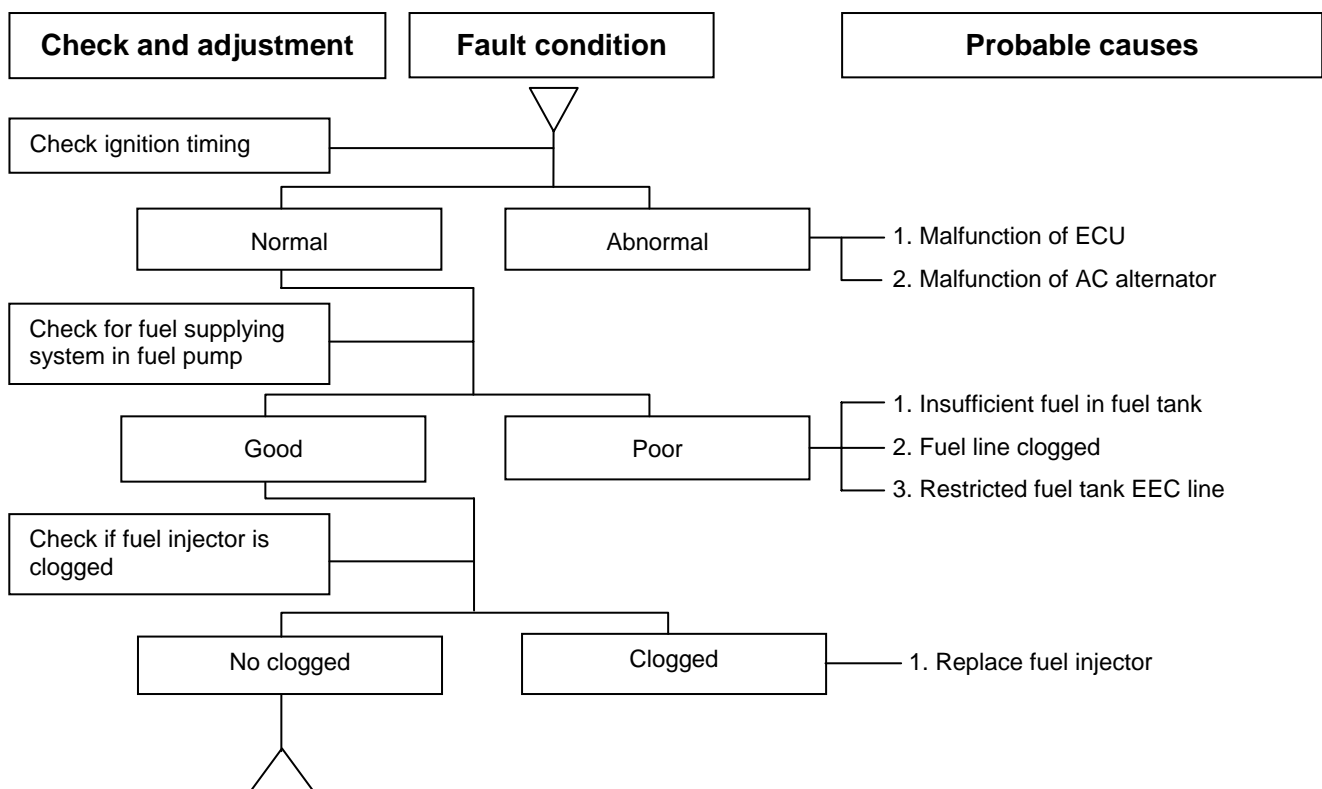 Check and adjustment
Fault condition
Probable causes
Check ignition timing
Normal
Abnormal
1. Malfunction of ECU
2. Malfunction of AC alternator
Check for fuel supplying
system in fuel pump
Good
Poor
1. Insufficient fuel in fuel tank
2. Fuel line clogged
3. Restricted fuel tank EEC line
Check if fuel injector is
clogged
No clogged
Clogged
1. Replace fuel injector